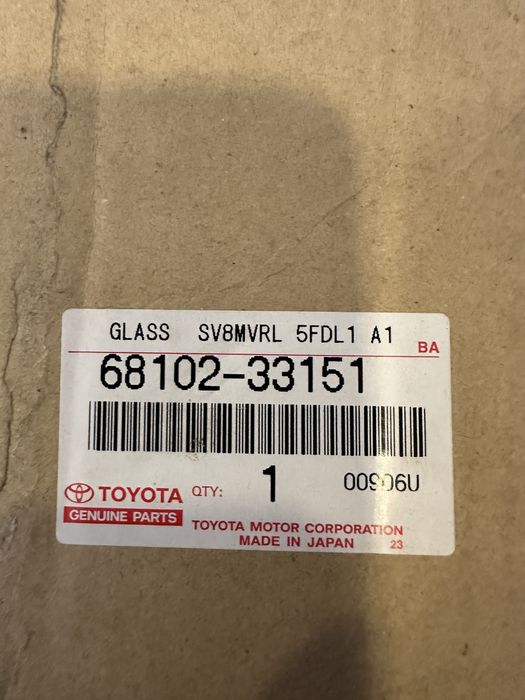 GLASS SV8MVRL 5FDL1 A1
BA
68102-33151
TOYOTA QTY: 1 00906U
GENUINE PARTS
TOYOTA MOTOR CORPORATION
MADE IN JAPAN 23